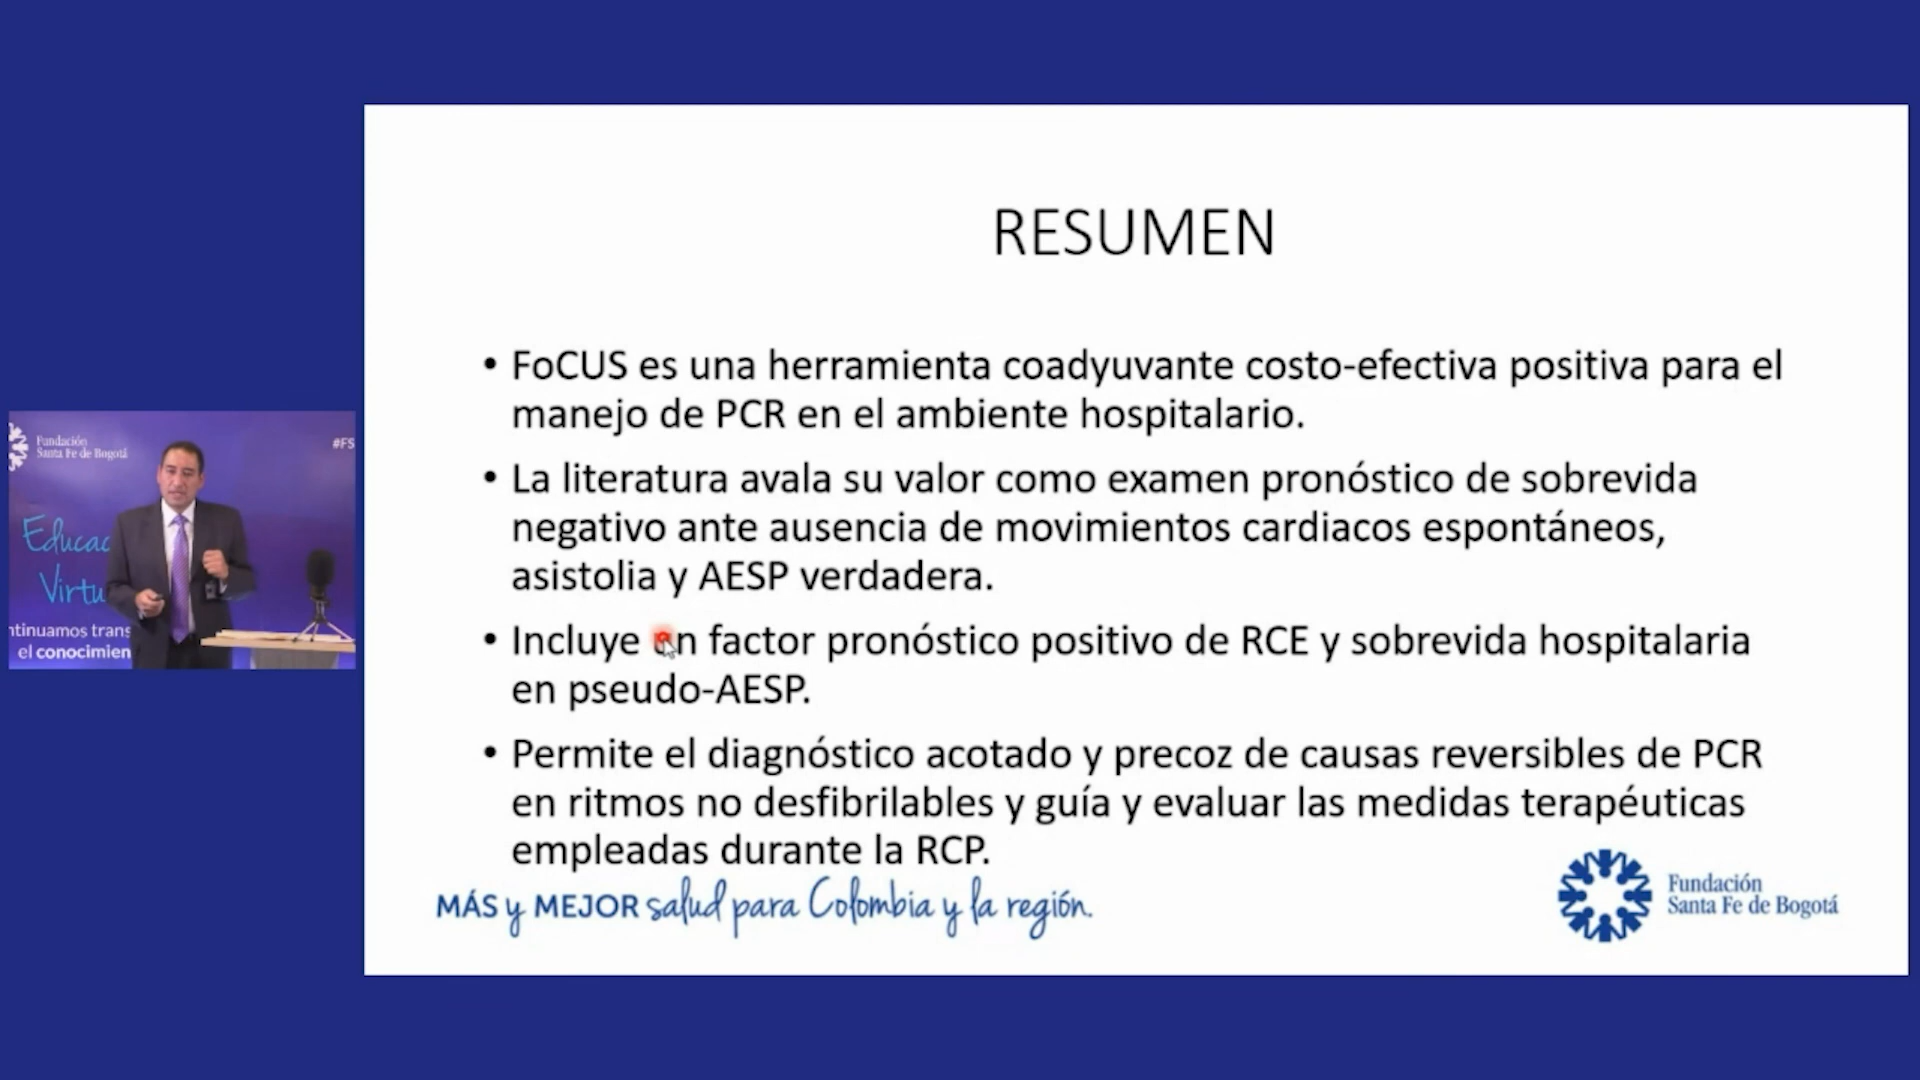 RESUMEN
• FoCUS es una herramienta coadyuvante costo-efectiva positiva para el
manejo de PCR en el ambiente hospitalario.
• La literatura avala su valor como examen pronóstico de sobrevida
negativo ante ausencia de movimientos cardiacos espontáneos,
asistolia y AESP verdadera.
• Incluye un factor pronóstico positivo de RCE y sobrevida hospitalaria
en pseudo-AESP.
• Permite el diagnóstico acotado y precoz de causas reversibles de PCR
en ritmos no desfibrilables y guía y evaluar las medidas terapéuticas
empleadas durante la RCP.
MÁS y MEJOR salud para Colombia y la región.
Fundación
Santa Fe de Bogotá
Fundación
Santa Fe de Bogotá
#FS
Educac
Virtu
ntinuamos trans
el conocimien